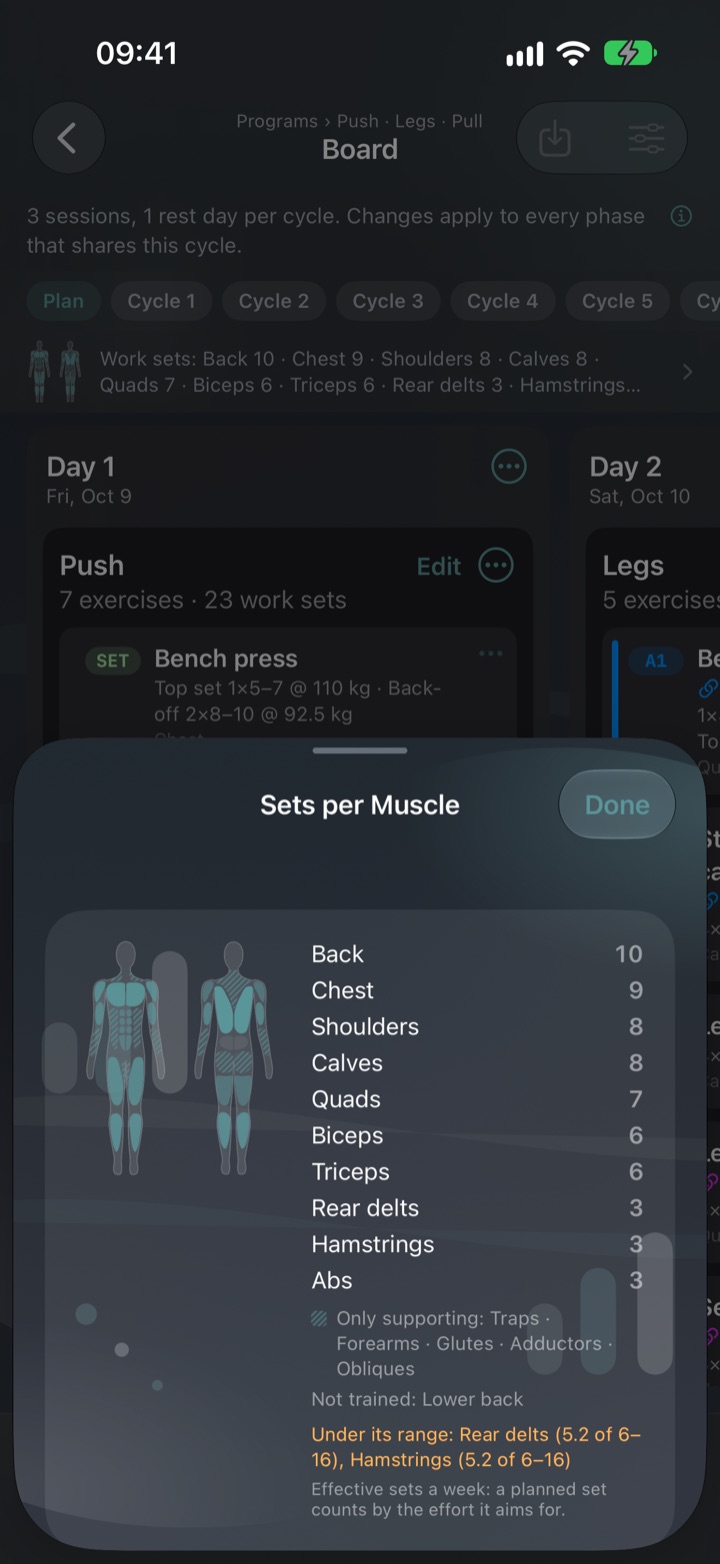 09:41
Programs › Push · Legs · Pull
Board
3 sessions, 1 rest day per cycle. Changes apply to every phase
that shares this cycle.
Plan
Cycle 1
Cycle 2
Cycle 3
Cycle 4
Cycle 5
Cy
Work sets: Back 10 · Chest 9 · Shoulders 8 · Calves 8 ·
Quads 7 · Biceps 6 · Triceps 6 · Rear delts 3 · Hamstrings...
Day 1
Fri, Oct 9
Day 2
Sat, Oct 10
Push
Edit
7 exercises · 23 work sets
Legs
5 exercises
SET
Bench press
Top set 1×5–7 @ 110 kg · Back-
off 2×8–10 @ 92.5 kg
A1
Be
1×
To
Sets per Muscle
Done
Back 10
Chest 9
Shoulders 8
Calves 8
Quads 7
Biceps 6
Triceps 6
Rear delts 3
Hamstrings 3
Abs 3
Only supporting: Traps ·
Forearms · Glutes · Adductors ·
Obliques
Not trained: Lower back
Under its range: Rear delts (5.2 of 6–
16), Hamstrings (5.2 of 6–16)
Effective sets a week: a planned set
counts by the effort it aims for.